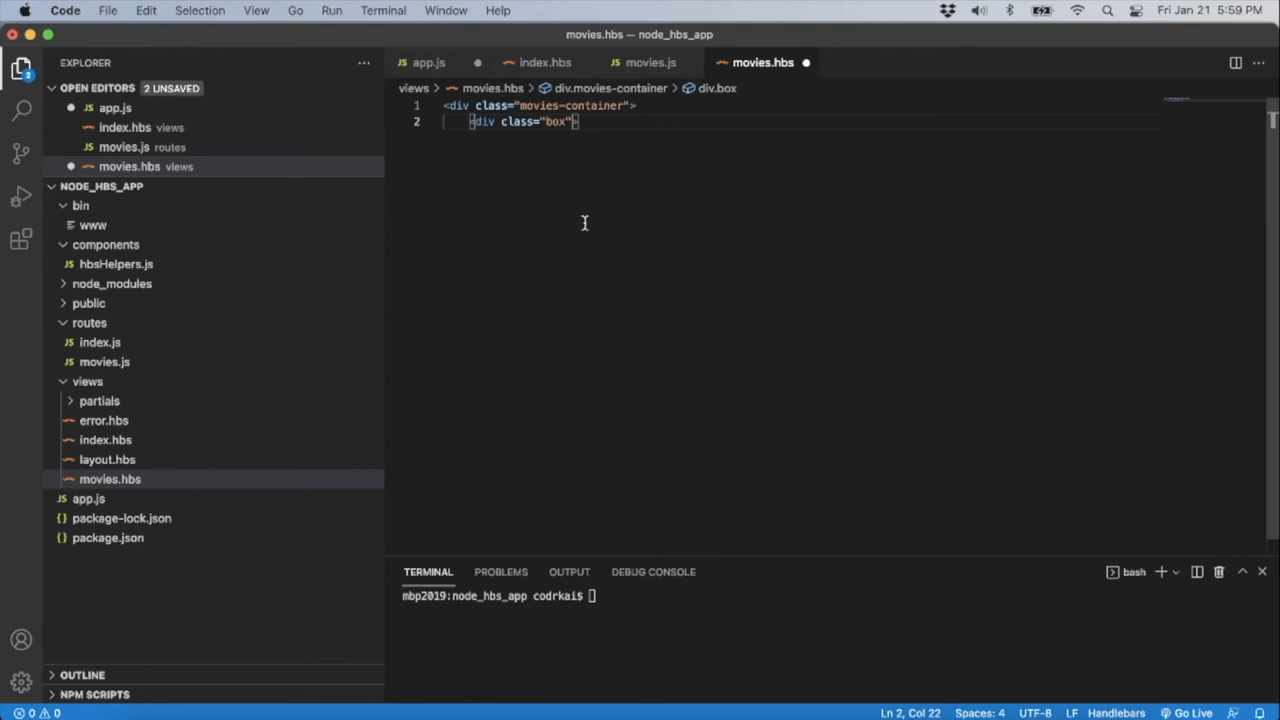 Code File Edit Selection View Go Run Terminal Window Help Fri Jan 21 5:59 PM
movies.hbs — node_hbs_app
EXPLORER
app.js index.hbs movies.js movies.hbs
OPEN EDITORS 2 UNSAVED
JS app.js
index.hbs views
JS movies.js routes
movies.hbs views
NODE_HBS_APP
bin
www
components
JS hbsHelpers.js
node_modules
public
routes
JS index.js
JS movies.js
views
partials
error.hbs
index.hbs
layout.hbs
movies.hbs
JS app.js
{} package-lock.json
{} package.json
OUTLINE
NPM SCRIPTS
views > movies.hbs > div.movies-container > div.box
1 <div class="movies-container">
2 <div class="box">
TERMINAL PROBLEMS OUTPUT DEBUG CONSOLE bash
mbp2019:node_hbs_app codrkai$
0 0 Ln 2, Col 22 Spaces: 4 UTF-8 LF Handlebars Go Live